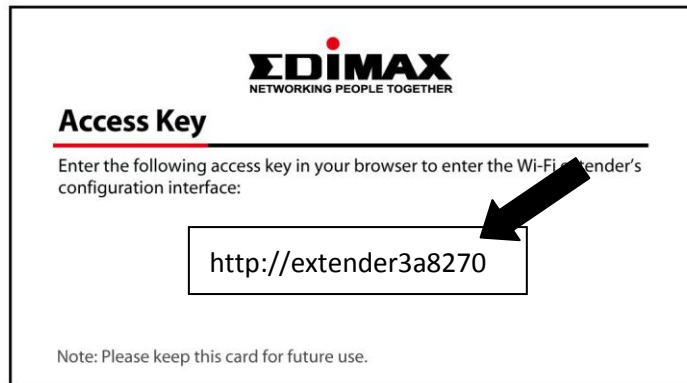 EDIMAX
NETWORKING PEOPLE TOGETHER
Access Key
Enter the following access key in your browser to enter the Wi-Fi extender's
configuration interface:
http://extender3a8270
Note: Please keep this card for future use.